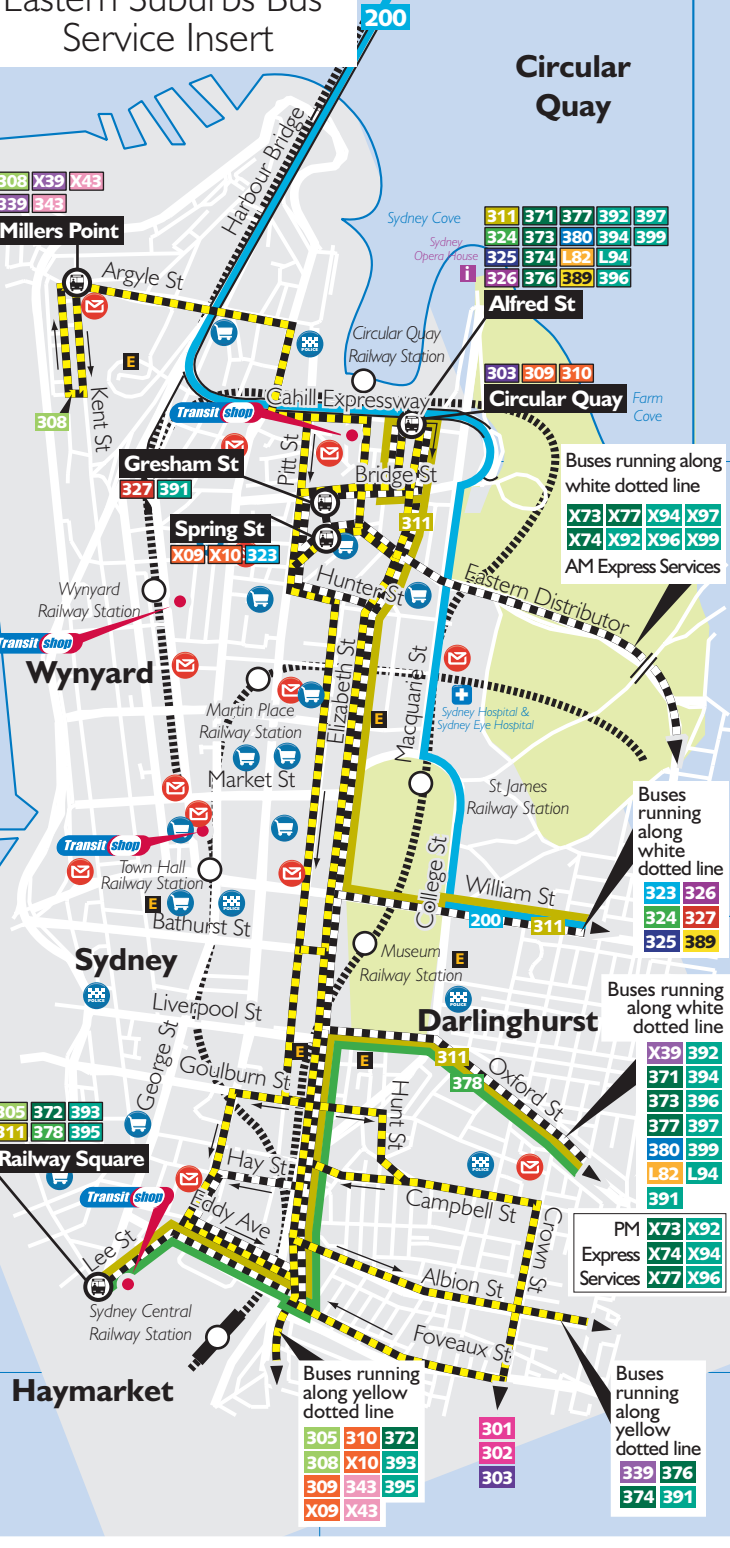 Eastern Suburbs Bus
Service Insert
200
Circular
Quay
Harbour Bridge
308 X39 X43
339 343
Millers Point
Argyle St
Sydney Cove
Sydney
Opera House
i
311 371 377 392 397
324 373 380 394 399
325 374 L82 L94
326 376 389 396
Alfred St
POLICE
Circular Quay
Railway Station
E
303 309 310
Circular Quay
Cahill Expressway
Farm
Cove
Transit shop
308
Kent St
Pitt St
Gresham St
327 391
Bridge St
Buses running along
white dotted line
X73 X77 X94 X97
X74 X92 X96 X99
AM Express Services
311
Spring St
X09 X10 323
Hunter St
Eastern Distributor
Wynyard
Railway Station
Transit shop
Wynyard
Elizabeth St
Macquarie St
Martin Place
Railway Station
Sydney Hospital &
Sydney Eye Hospital
E
Market St
St James
Railway Station
Buses
running
along
white
dotted line
323 326
324 327
325 389
Transit shop
Town Hall
Railway Station
College St
William St
200
311
E
POLICE
Bathurst St
Museum
Railway Station
E
Sydney
POLICE
POLICE
Liverpool St
Darlinghurst
Buses running
along white
dotted line
X39 392
371 394
373 396
377 397
380 399
L82 L94
391
George St
E
E
311
378
Oxford St
Goulburn St
Hunt St
305 372 393
311 378 395
Railway Square
Hay St
POLICE
Transit shop
Campbell St
Crown St
Eddy Ave
PM
Express
Services
X73 X92
X74 X94
X77 X96
Lee St
Albion St
Sydney Central
Railway Station
Foveaux St
Haymarket
Buses running
along yellow
dotted line
305 310 372
308 X10 393
309 343 395
X09 X43
301
302
303
Buses
running
along
yellow
dotted line
339 376
374 391